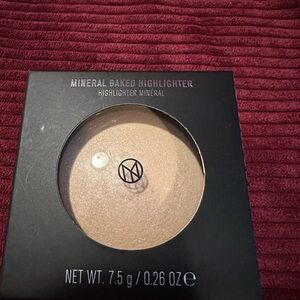 MINERAL BAKED HIGHLIGHTER
HIGHLIGHTER MINERAL
NET WT. 7.5 g / 0.26 OZ ℮